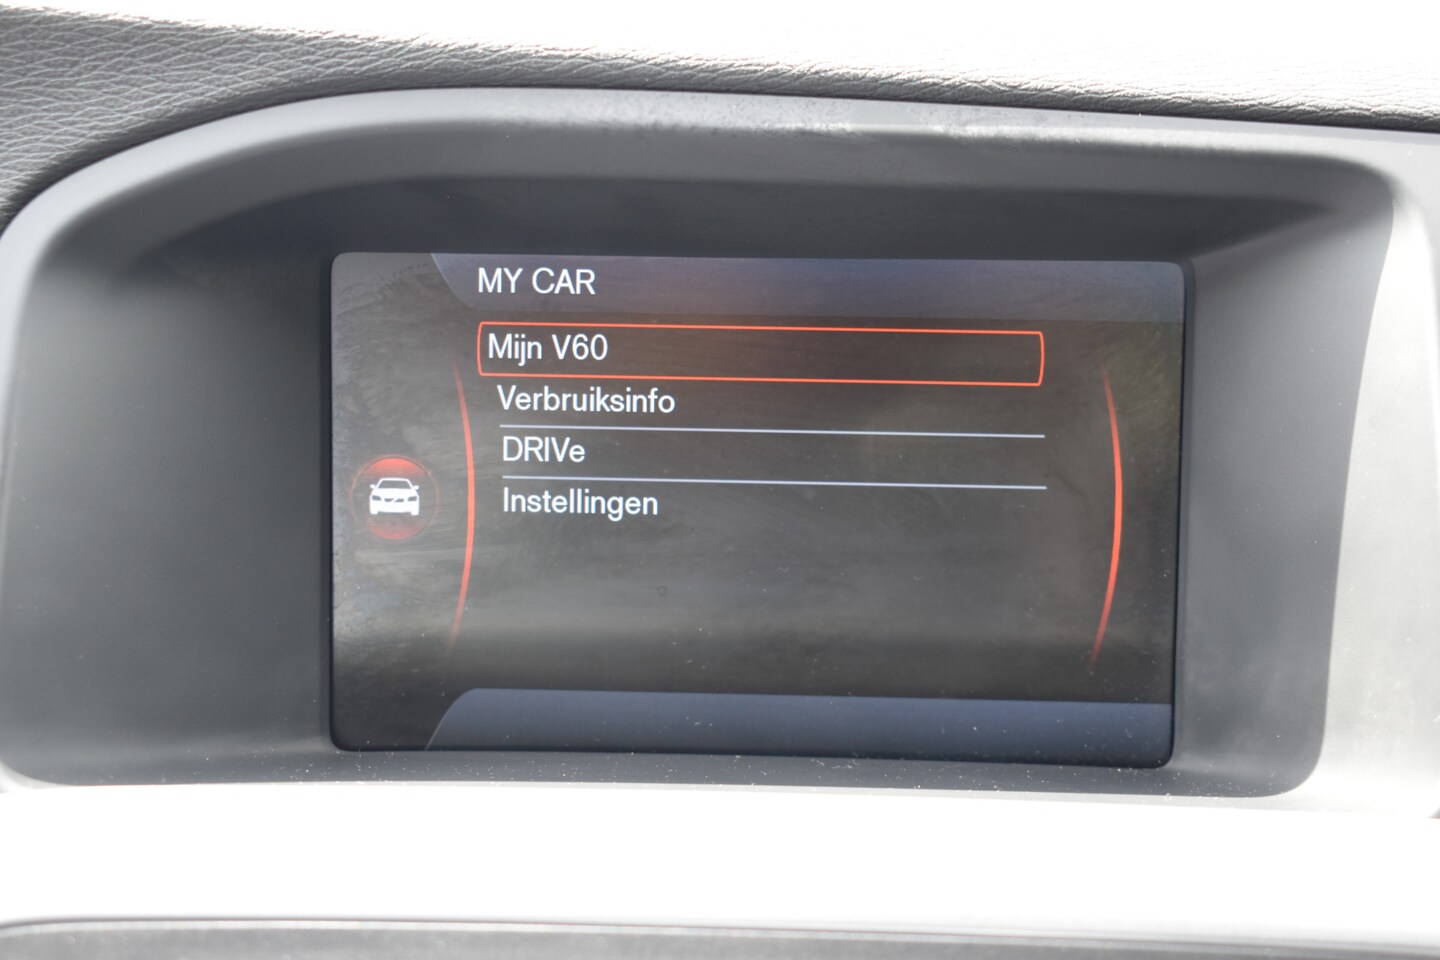 MY CAR
Mijn V60
Verbruiksinfo
DRIVe
Instellingen